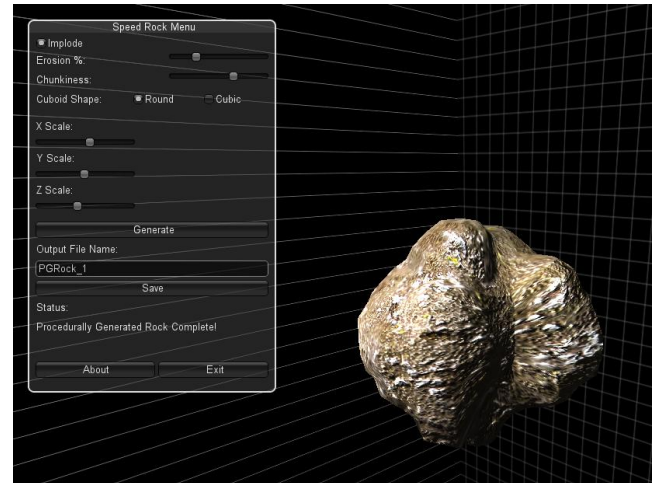 Speed Rock Menu
Implode
Erosion %:
Chunkiness:
Cuboid Shape: Round Cubic
X Scale:
Y Scale:
Z Scale:
Generate
Output File Name:
PGRock_1
Save
Status:
Procedurally Generated Rock Complete!
About Exit